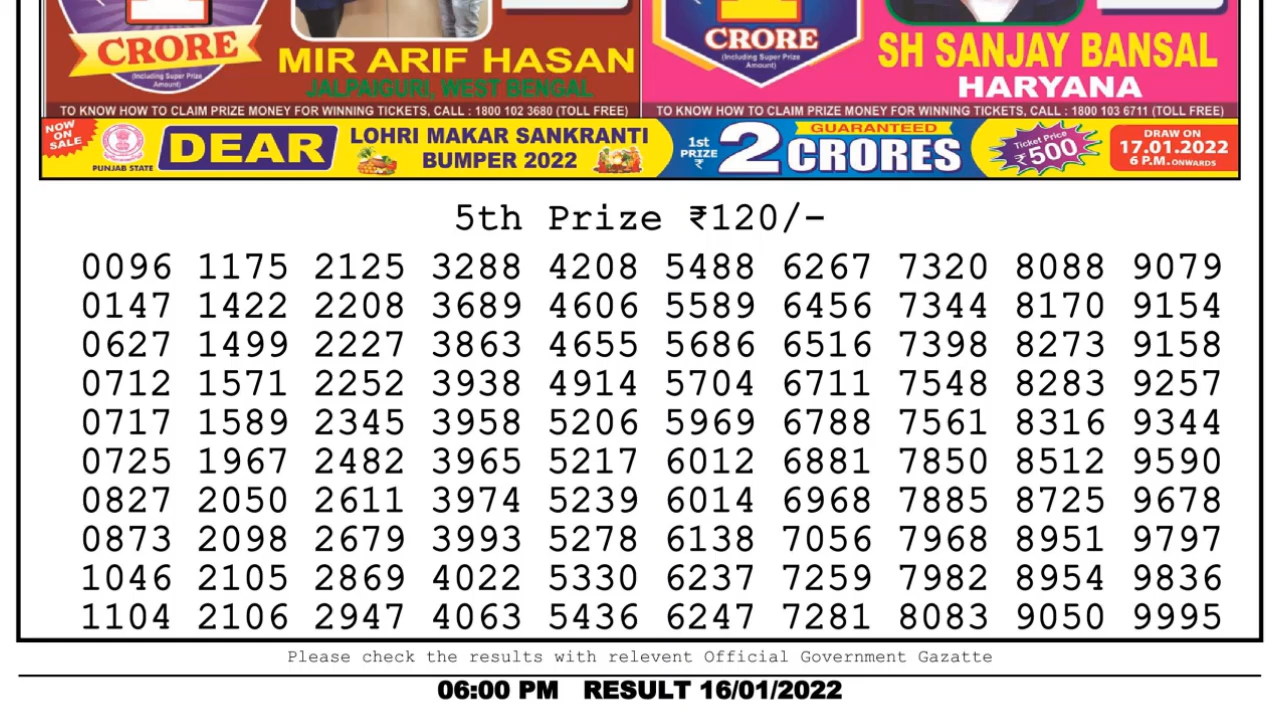 CRORE
(Including Super Prize
Amount)
MIR ARIF HASAN
JALPAIGURI, WEST BENGAL
TO KNOW HOW TO CLAIM PRIZE MONEY FOR WINNING TICKETS, CALL : 1800 102 3680 (TOLL FREE)
CRORE
(Including Super Prize
Amount)
SH SANJAY BANSAL
HARYANA
TO KNOW HOW TO CLAIM PRIZE MONEY FOR WINNING TICKETS, CALL : 1800 103 6711 (TOLL FREE)
NOW
ON
SALE
PUNJAB STATE
DEAR
LOHRI MAKAR SANKRANTI
BUMPER 2022
1st
PRIZE
₹
2
GUARANTEED
CRORES
Ticket Price
₹500
DRAW ON
17.01.2022
6 P.M. ONWARDS
5th Prize ₹120/-
0096 1175 2125 3288 4208 5488 6267 7320 8088 9079
0147 1422 2208 3689 4606 5589 6456 7344 8170 9154
0627 1499 2227 3863 4655 5686 6516 7398 8273 9158
0712 1571 2252 3938 4914 5704 6711 7548 8283 9257
0717 1589 2345 3958 5206 5969 6788 7561 8316 9344
0725 1967 2482 3965 5217 6012 6881 7850 8512 9590
0827 2050 2611 3974 5239 6014 6968 7885 8725 9678
0873 2098 2679 3993 5278 6138 7056 7968 8951 9797
1046 2105 2869 4022 5330 6237 7259 7982 8954 9836
1104 2106 2947 4063 5436 6247 7281 8083 9050 9995
Please check the results with relevent Official Government Gazatte
06:00 PM RESULT 16/01/2022